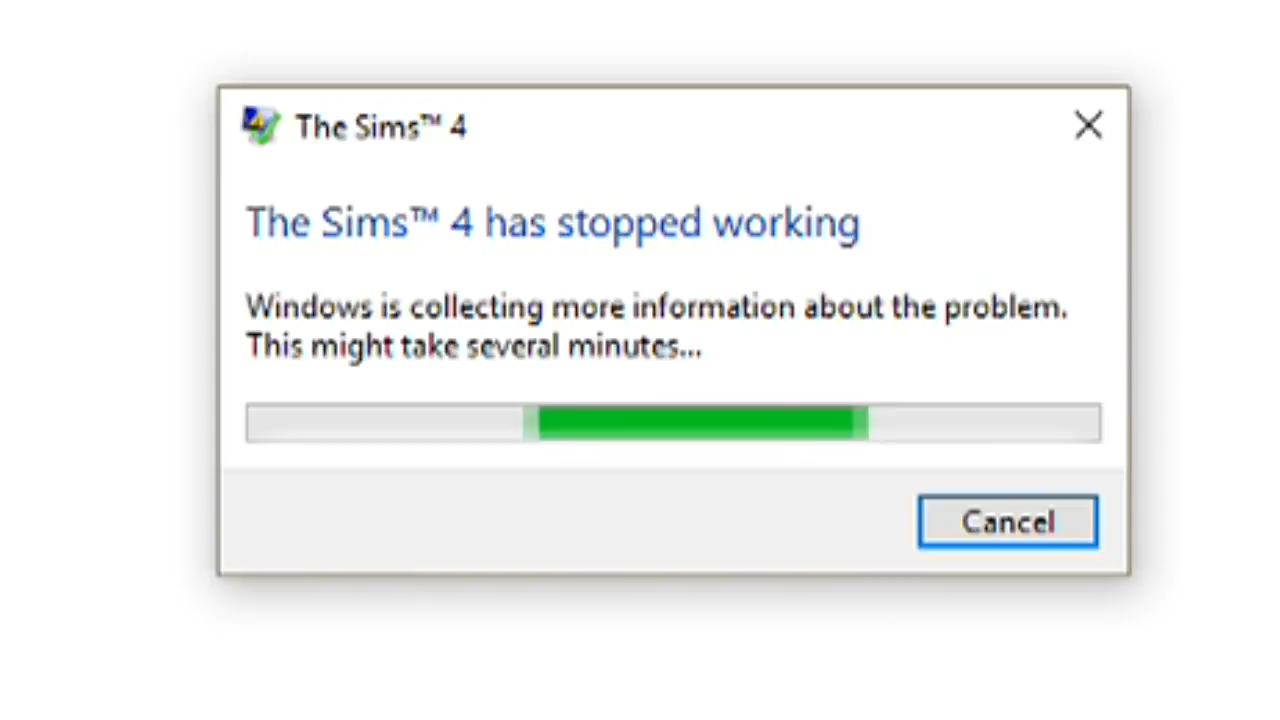 The Sims™ 4
The Sims™ 4 has stopped working
Windows is collecting more information about the problem.
This might take several minutes...
Cancel